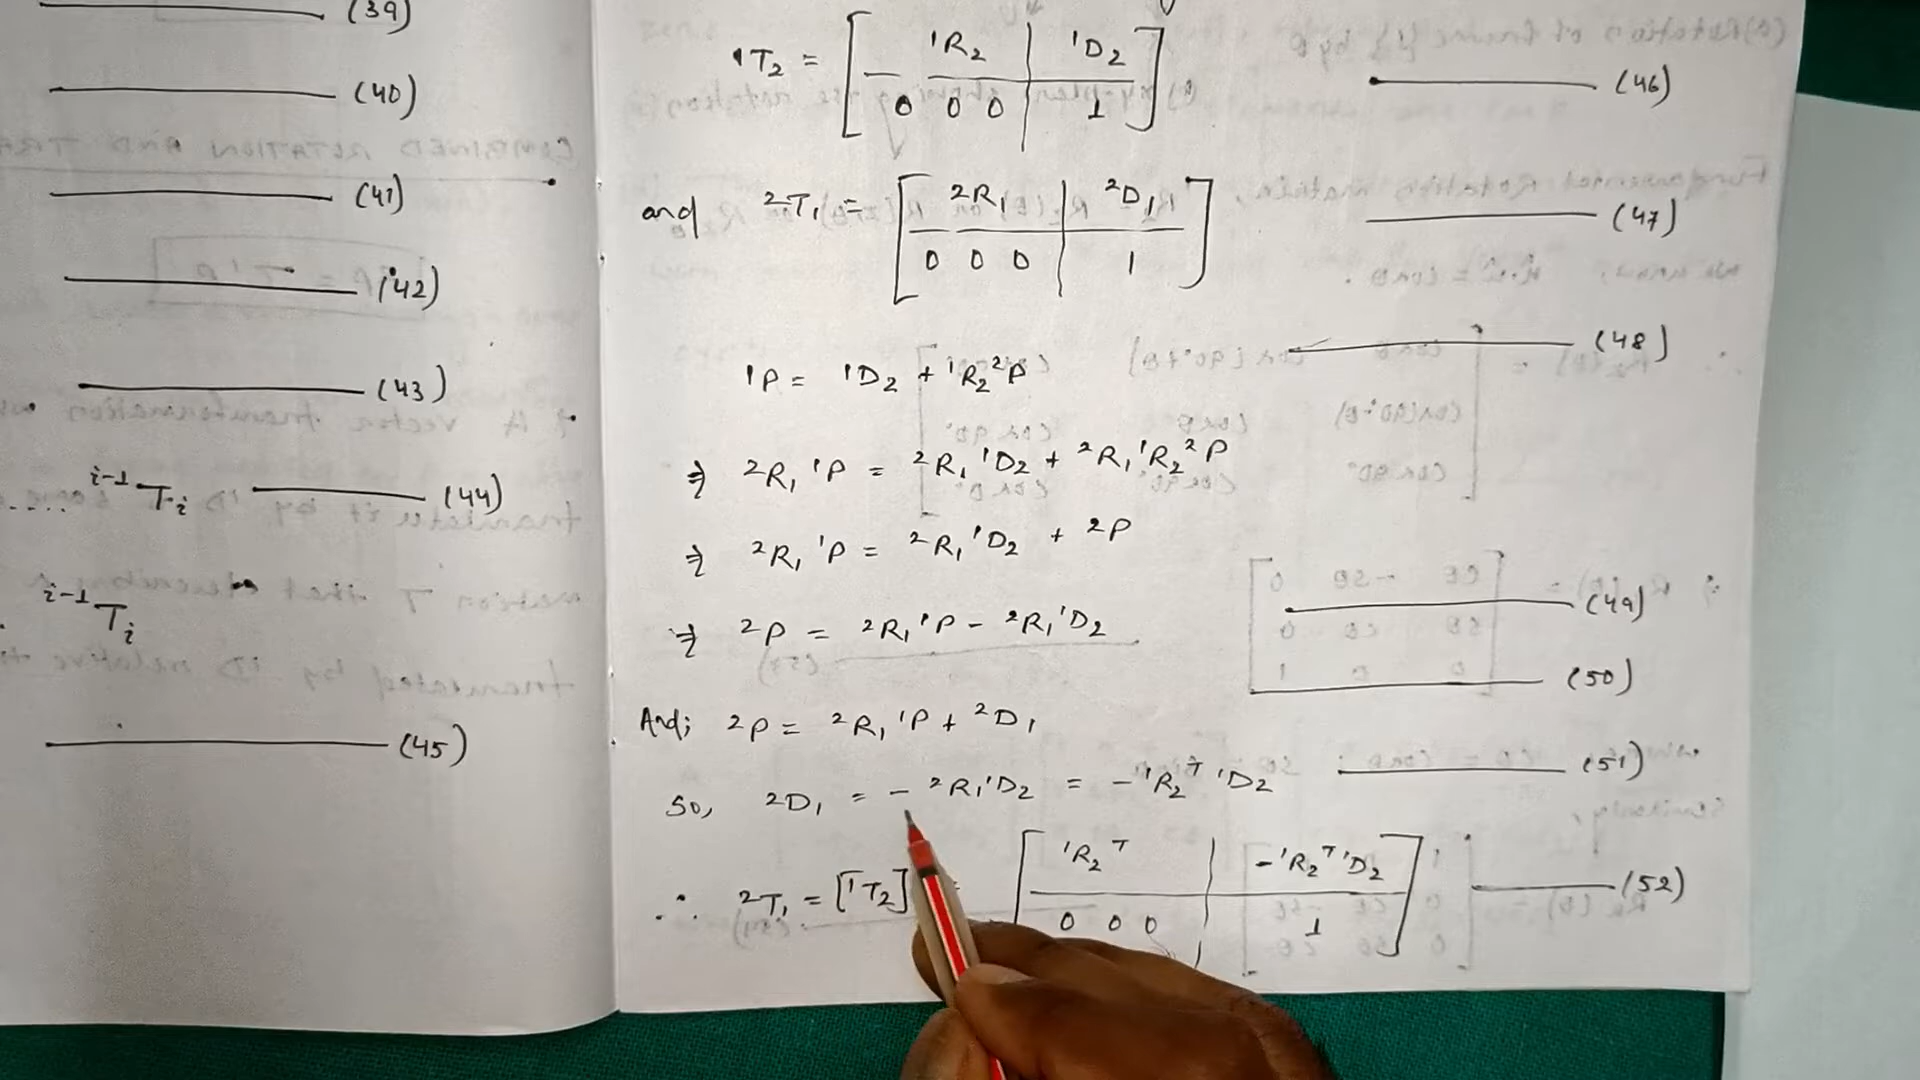 (39)
(40)
(41)
(42)
(43)
.... ⁱ⁻¹Tᵢ (44)
ⁱ⁻¹Tᵢ
(45)
¹T₂ = [ ¹R₂ | ¹D₂ ]
0 0 0 | 1
(46)
and ²T₁ = [ ²R₁ | ²D₁ ]
0 0 0 | 1
(47)
¹P = ¹D₂ + ¹R₂ ²P
(48)
⇒ ²R₁ ¹P = ²R₁ ¹D₂ + ²R₁ ¹R₂ ²P
⇒ ²R₁ ¹P = ²R₁ ¹D₂ + ²P
(49)
⇒ ²P = ²R₁ ¹P - ²R₁ ¹D₂
(50)
And; ²P = ²R₁ ¹P + ²D₁
(51)
So, ²D₁ = - ²R₁ ¹D₂ = - ¹R₂ᵀ ¹D₂
∴ ²T₁ = [¹T₂] = [ ¹R₂ᵀ | -¹R₂ᵀ ¹D₂ ]
0 0 0 | 1
(52)